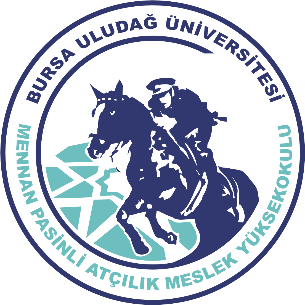 BURSA ULUDAĞ ÜNİVERSİTESİ
MENNAN PASİNLİ ATÇILIK MESLEK YÜKSEKOKULU